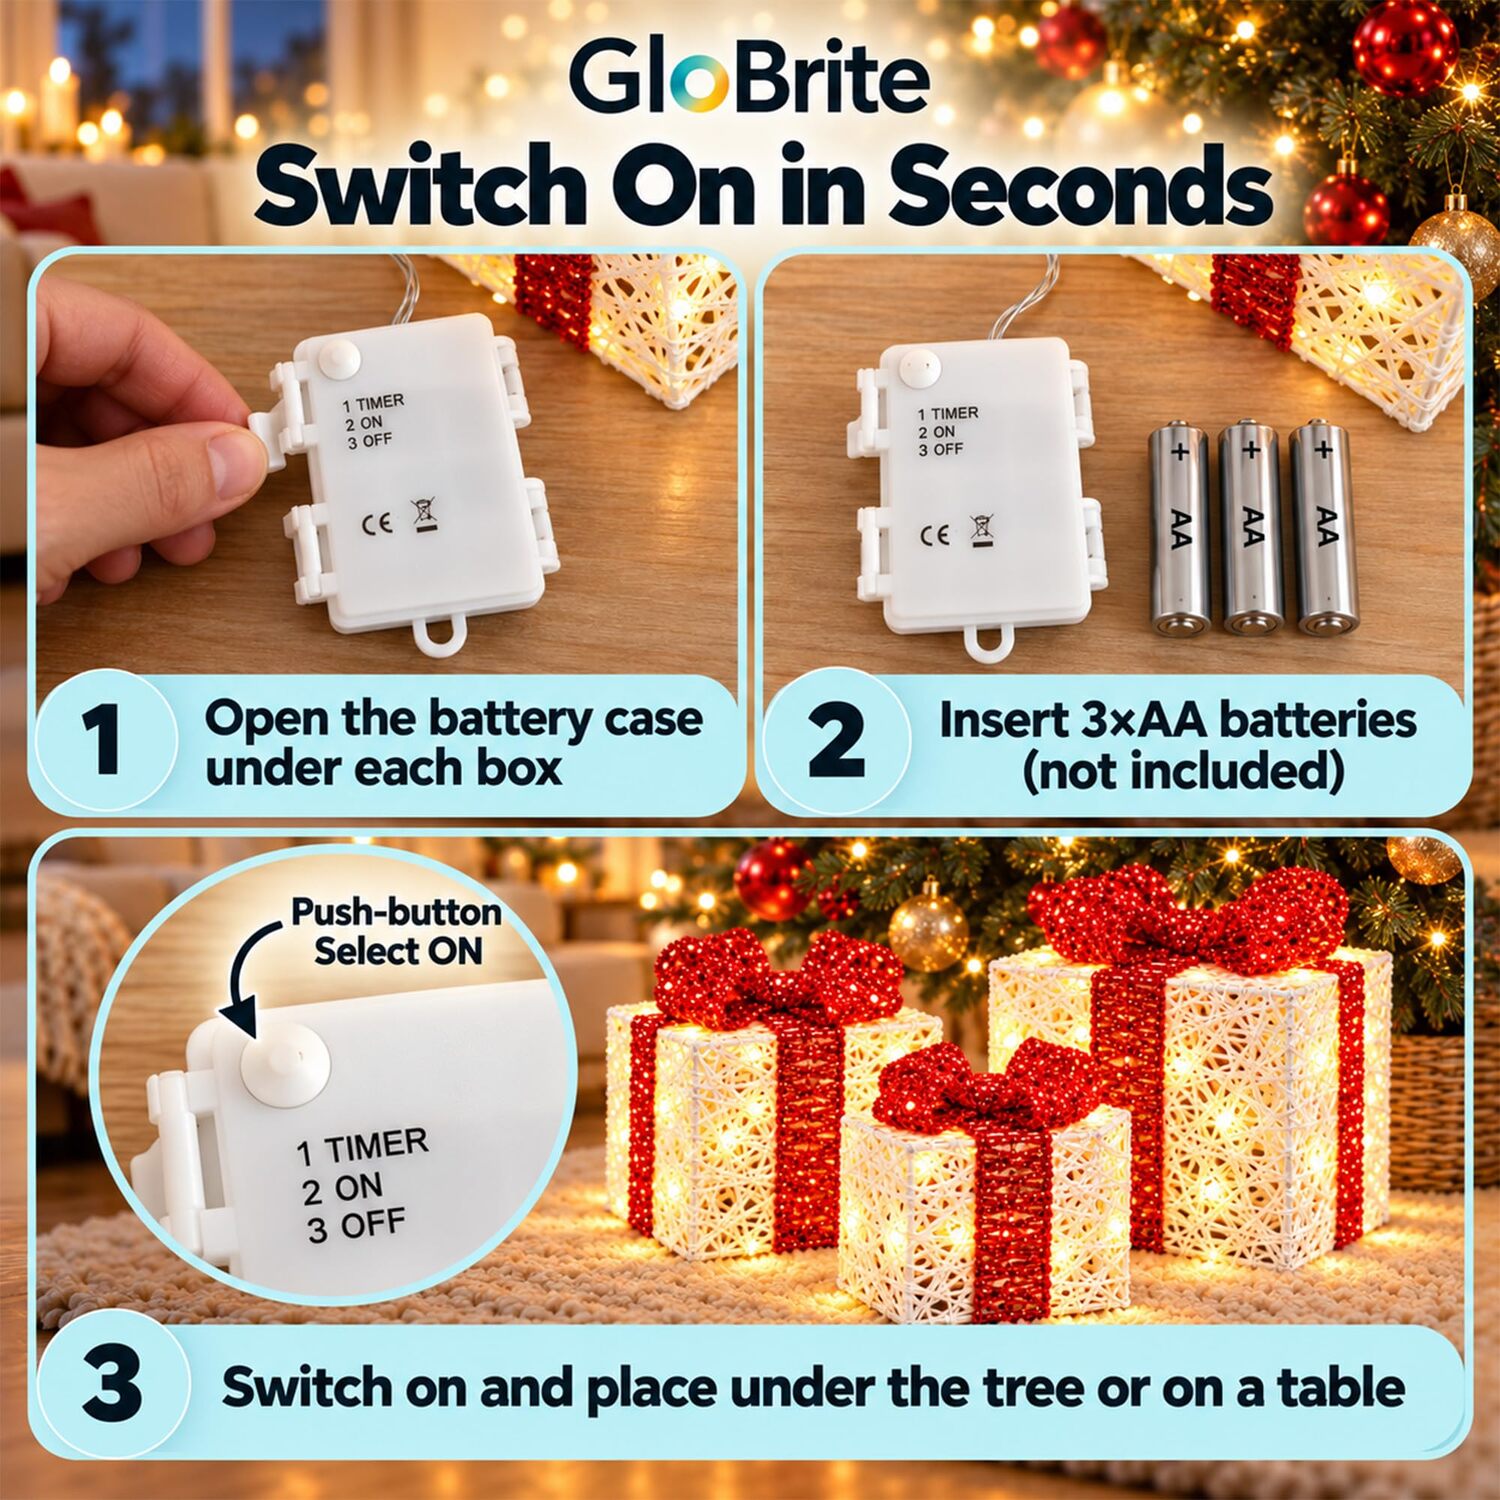 GloBrite
Switch On in Seconds
1 TIMER
2 ON
3 OFF
CE
1 TIMER
2 ON
3 OFF
CE
+
AA
+
AA
+
AA
1
Open the battery case
under each box
2
Insert 3×AA batteries
(not included)
Push-button
Select ON
1 TIMER
2 ON
3 OFF
3
Switch on and place under the tree or on a table